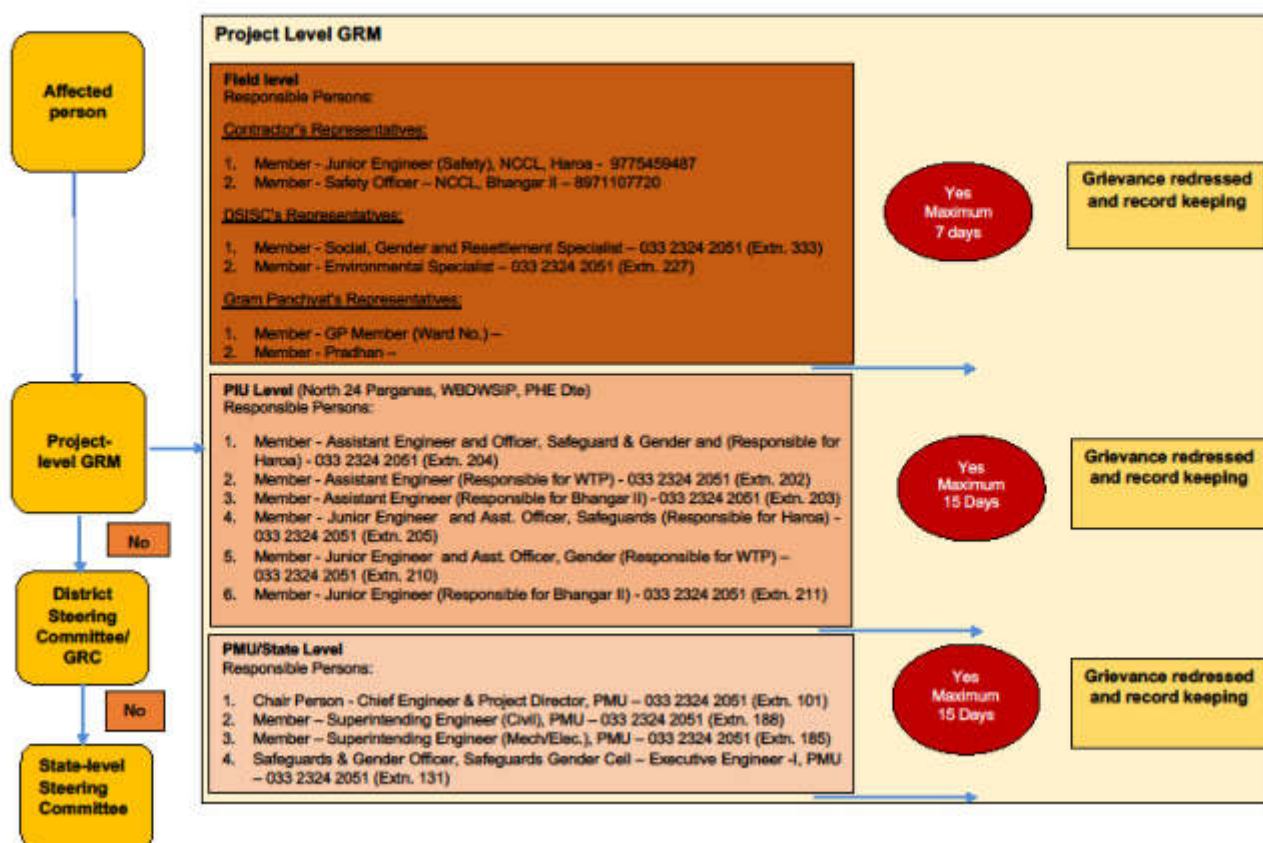 Affected
person
Project-
level GRM
No
District
Steering
Committee/
GRC
No
State-level
Steering
Committee
Project Level GRM
Field level
Responsible Persons:
Contractor's Representatives:
1. Member - Junior Engineer (Safety), NCCL, Haroa - 9775459487
2. Member - Safety Officer – NCCL, Bhangar II – 8971107720
DSISC's Representatives:
1. Member - Social, Gender and Resettlement Specialist – 033 2324 2051 (Extn. 333)
2. Member - Environmental Specialist – 033 2324 2051 (Extn. 227)
Gram Panchyat's Representatives:
1. Member - GP Member (Ward No.) –
2. Member - Pradhan –
Yes
Maximum
7 days
Grievance redressed
and record keeping
PIU Level (North 24 Parganas, WBDWSIP, PHE Dte)
Responsible Persons:
1. Member - Assistant Engineer and Officer, Safeguard & Gender and (Responsible for
Haroa) - 033 2324 2051 (Extn. 204)
2. Member - Assistant Engineer (Responsible for WTP) - 033 2324 2051 (Extn. 202)
3. Member - Assistant Engineer (Responsible for Bhangar II) - 033 2324 2051 (Extn. 203)
4. Member - Junior Engineer and Asst. Officer, Safeguards (Responsible for Haroa) -
033 2324 2051 (Extn. 205)
5. Member - Junior Engineer and Asst. Officer, Gender (Responsible for WTP) –
033 2324 2051 (Extn. 210)
6. Member - Junior Engineer (Responsible for Bhangar II) - 033 2324 2051 (Extn. 211)
Yes
Maximum
15 Days
Grievance redressed
and record keeping
PMU/State Level
Responsible Persons:
1. Chair Person - Chief Engineer & Project Director, PMU – 033 2324 2051 (Extn. 101)
2. Member – Superintending Engineer (Civil), PMU – 033 2324 2051 (Extn. 188)
3. Member – Superintending Engineer (Mech/Elec.), PMU – 033 2324 2051 (Extn. 185)
4. Safeguards & Gender Officer, Safeguards Gender Cell – Executive Engineer -I, PMU
– 033 2324 2051 (Extn. 131)
Yes
Maximum
15 Days
Grievance redressed
and record keeping